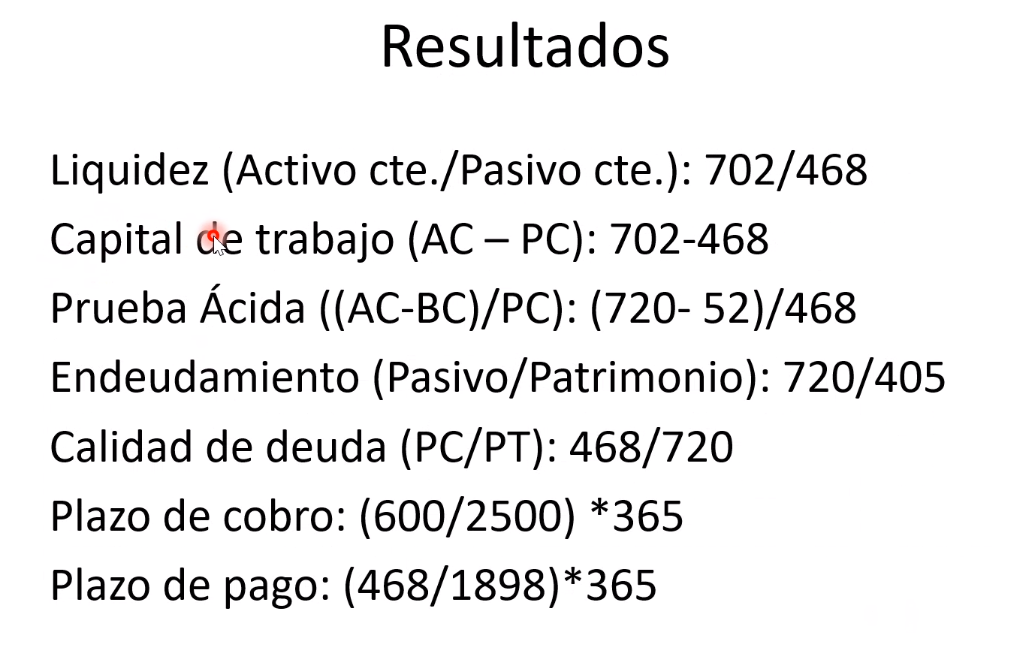 Resultados
Liquidez (Activo cte./Pasivo cte.): 702/468
Capital de trabajo (AC – PC): 702-468
Prueba Ácida ((AC-BC)/PC): (720- 52)/468
Endeudamiento (Pasivo/Patrimonio): 720/405
Calidad de deuda (PC/PT): 468/720
Plazo de cobro: (600/2500) *365
Plazo de pago: (468/1898)*365